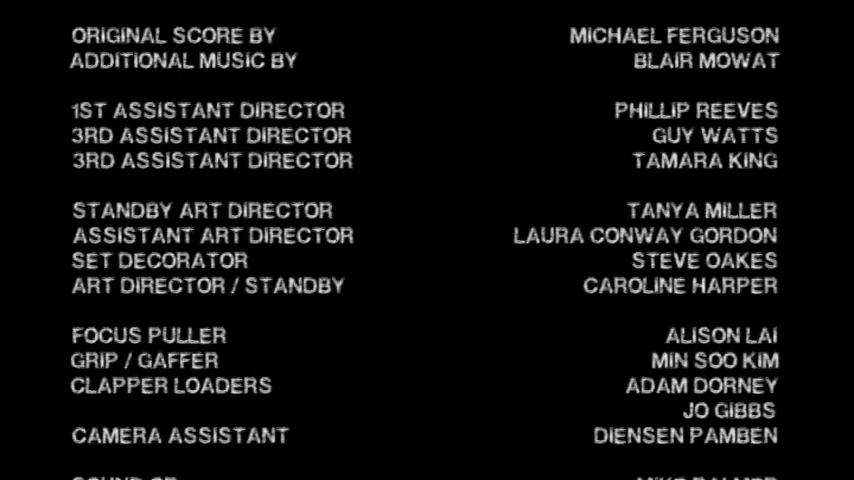 ORIGINAL SCORE BY MICHAEL FERGUSON
ADDITIONAL MUSIC BY BLAIR MOWAT
1ST ASSISTANT DIRECTOR PHILLIP REEVES
3RD ASSISTANT DIRECTOR GUY WATTS
3RD ASSISTANT DIRECTOR TAMARA KING
STANDBY ART DIRECTOR TANYA MILLER
ASSISTANT ART DIRECTOR LAURA CONWAY GORDON
SET DECORATOR STEVE OAKES
ART DIRECTOR / STANDBY CAROLINE HARPER
FOCUS PULLER ALISON LAI
GRIP / GAFFER MIN SOO KIM
CLAPPER LOADERS ADAM DORNEY
JO GIBBS
CAMERA ASSISTANT DIENSEN PAMBEN